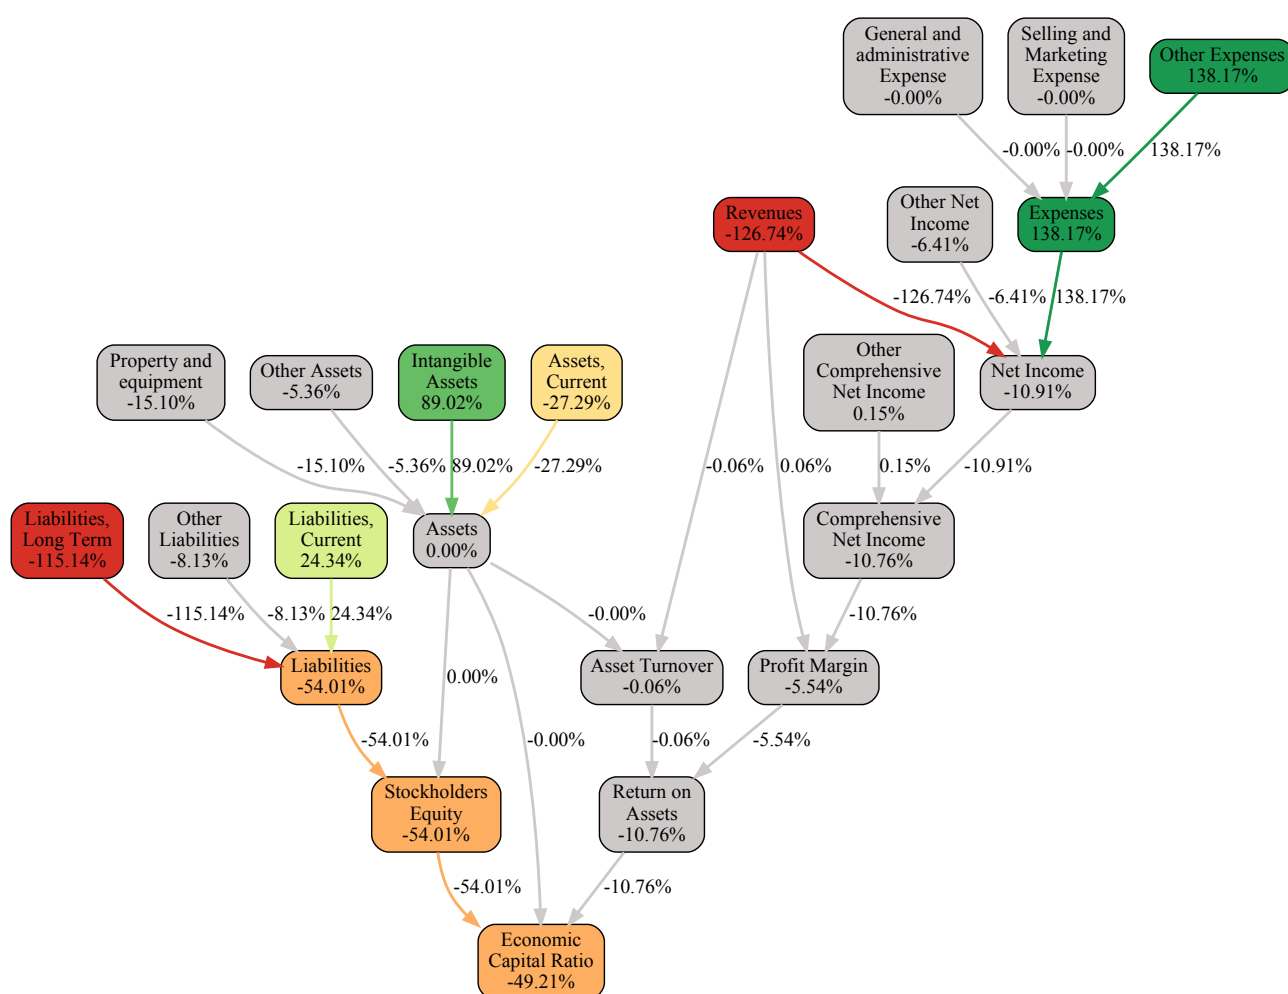 General and
administrative
Expense
-0.00%
Selling and
Marketing
Expense
-0.00%
Other Expenses
138.17%
-0.00%
-0.00%
138.17%
Revenues
-126.74%
Other Net
Income
-6.41%
Expenses
138.17%
-126.74%
-6.41%
138.17%
Property and
equipment
-15.10%
Other Assets
-5.36%
Intangible
Assets
89.02%
Assets,
Current
-27.29%
Other
Comprehensive
Net Income
0.15%
Net Income
-10.91%
-15.10%
-5.36%
89.02%
-27.29%
-0.06%
0.06%
0.15%
-10.91%
Liabilities,
Long Term
-115.14%
Other
Liabilities
-8.13%
Liabilities,
Current
24.34%
Assets
0.00%
Comprehensive
Net Income
-10.76%
-115.14%
-8.13%
24.34%
-0.00%
-10.76%
Liabilities
-54.01%
0.00%
Asset Turnover
-0.06%
Profit Margin
-5.54%
-54.01%
-0.00%
-0.06%
-5.54%
Stockholders
Equity
-54.01%
Return on
Assets
-10.76%
-54.01%
-10.76%
Economic
Capital Ratio
-49.21%